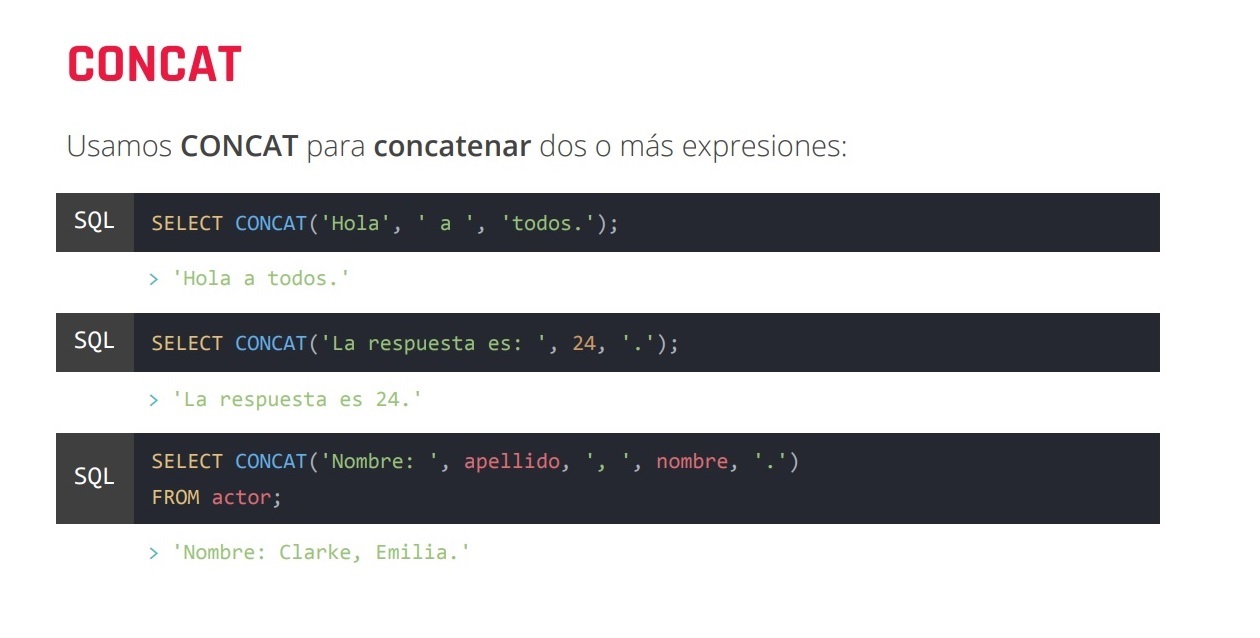 CONCAT
Usamos CONCAT para concatenar dos o más expresiones:
SQL
SELECT CONCAT('Hola', ' a ', 'todos.');
> 'Hola a todos.'
SQL
SELECT CONCAT('La respuesta es: ', 24, '.');
> 'La respuesta es 24.'
SQL
SELECT CONCAT('Nombre: ', apellido, ', ', nombre, '.')
FROM actor;
> 'Nombre: Clarke, Emilia.'